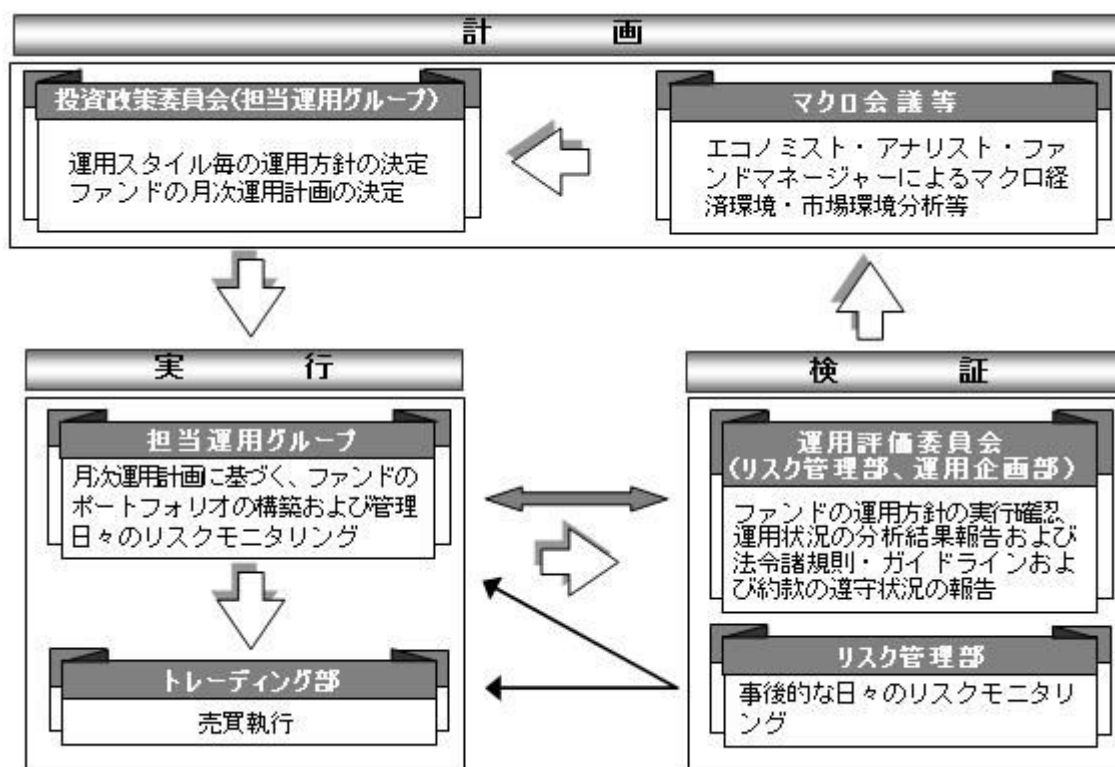 計画
投資政策委員会(担当運用グループ)
運用スタイル毎の運用方針の決定
ファンドの月次運用計画の決定
マクロ会議等
エコノミスト・アナリスト・ファ
ンドマネージャーによるマクロ経
済環境・市場環境分析等
実行
担当運用グループ
月次運用計画に基づく、ファンドの
ポートフォリオの構築および管理
日々のリスクモニタリング
トレーディング部
売買執行
検証
運用評価委員会
(リスク管理部、運用企画部)
ファンドの運用方針の実行確認、
運用状況の分析結果報告および
法令諸規則・ガイドラインおよ
び約款の遵守状況の報告
リスク管理部
事後的な日々のリスクモニタリ
ング